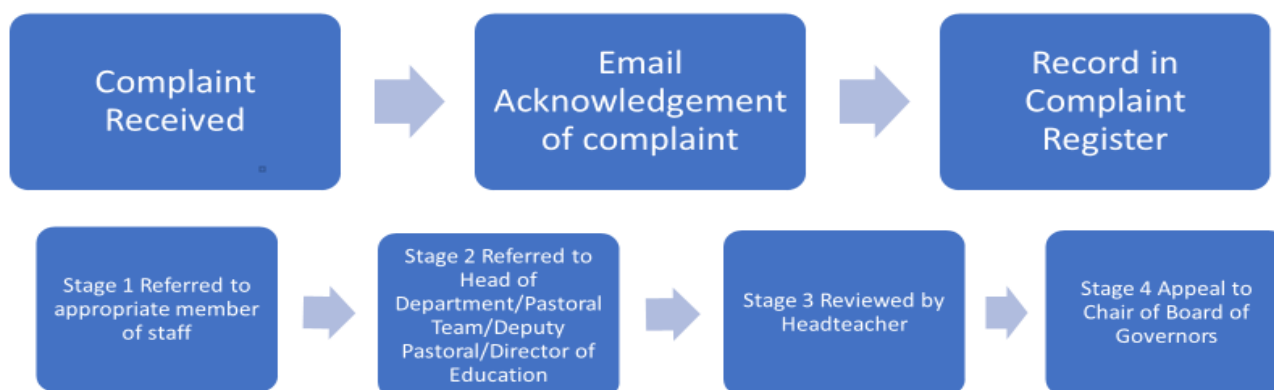 Complaint
Received
Email
Acknowledgement
of complaint
Record in
Complaint
Register
Stage 1 Referred to
appropriate member
of staff
Stage 2 Referred to
Head of
Department/Pastoral
Team/Deputy
Pastoral/Director of
Education
Stage 3 Reviewed by
Headteacher
Stage 4 Appeal to
Chair of Board of
Governors